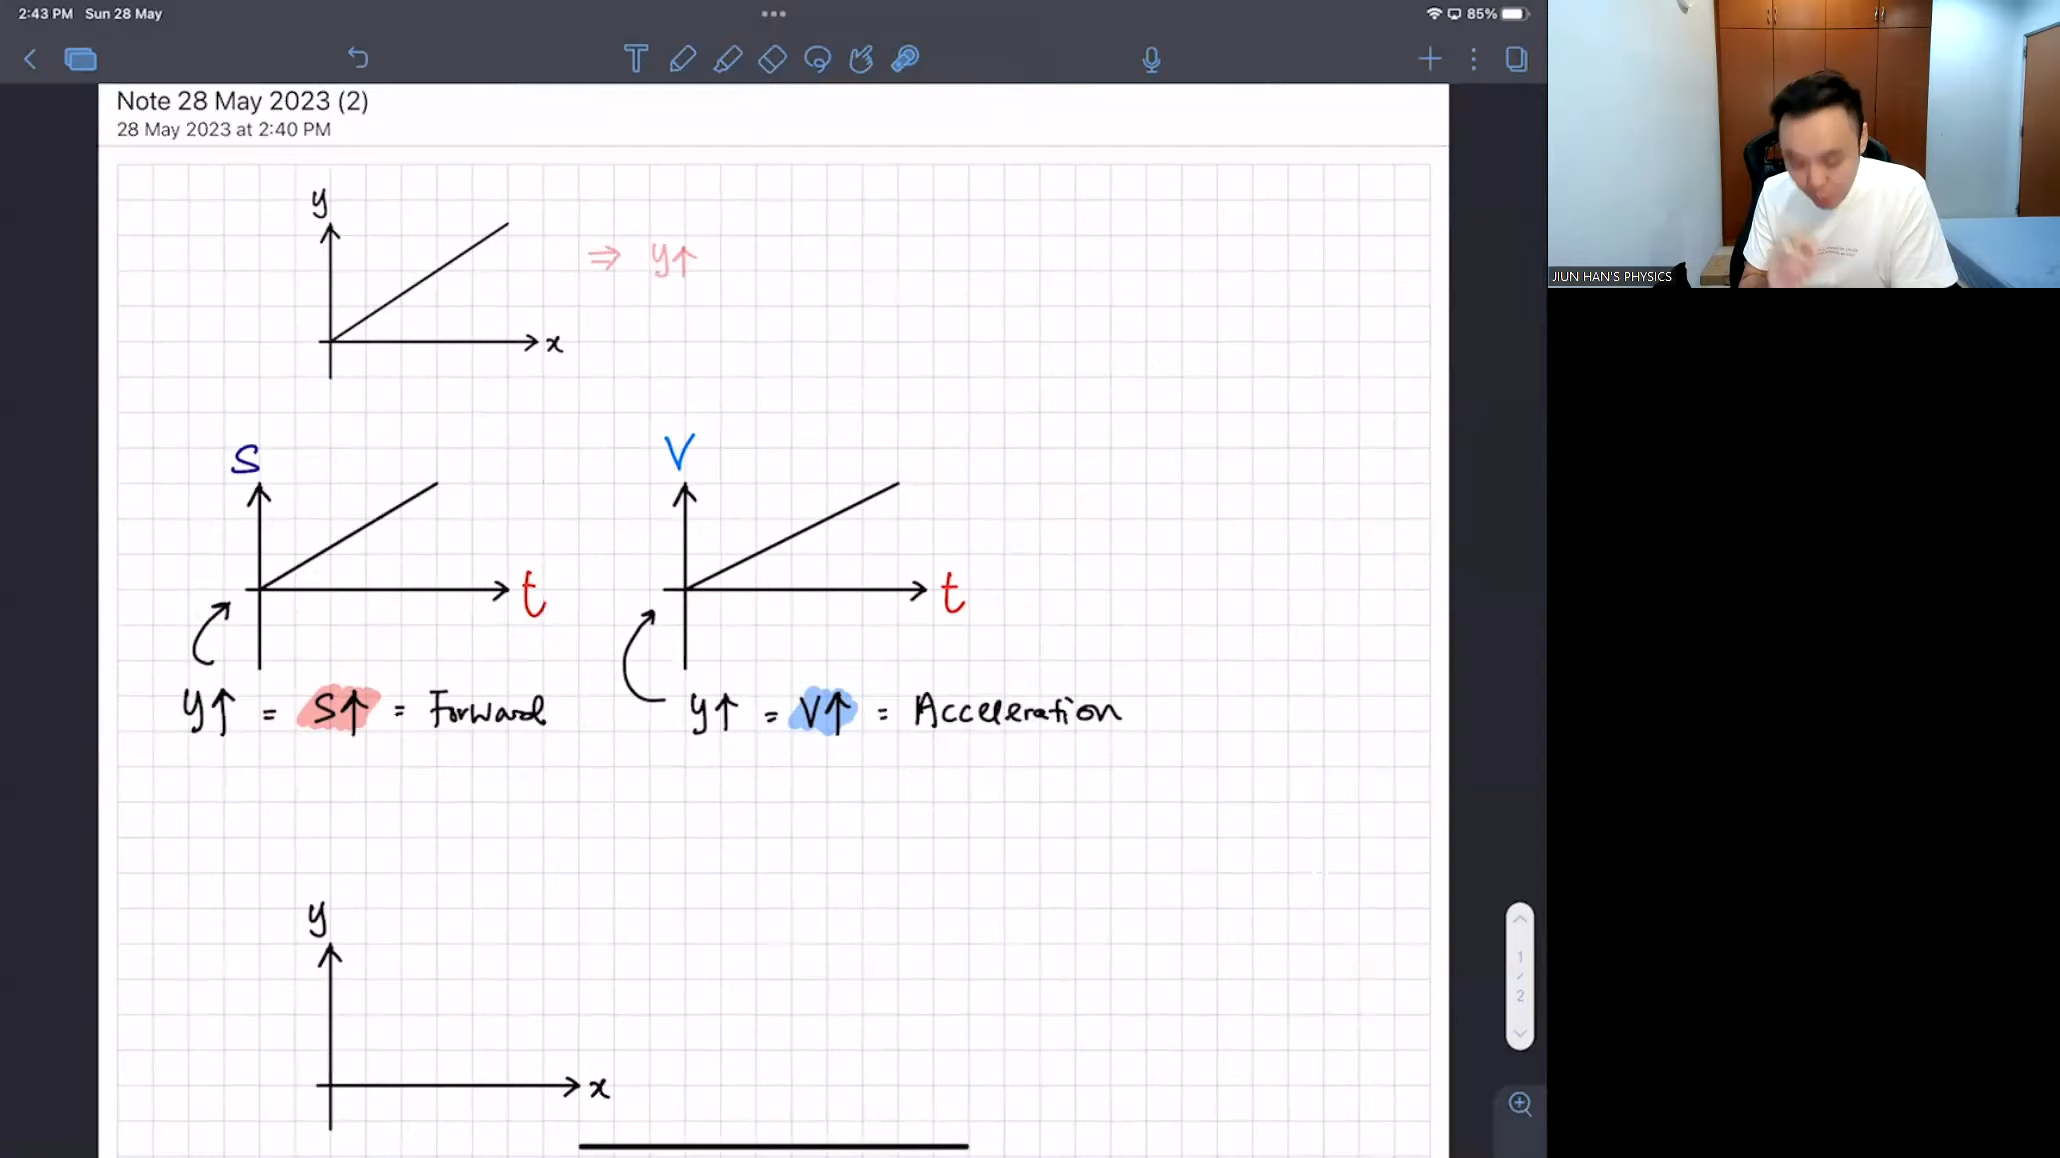 2:43 PM Sun 28 May
85%
Note 28 May 2023 (2)
28 May 2023 at 2:40 PM
y
⇒ y↑
x
S
V
t
t
y↑ = S↑ = Forward
y↑ = V↑ = Acceleration
y
x
1
/
2
JIUN HAN'S PHYSICS